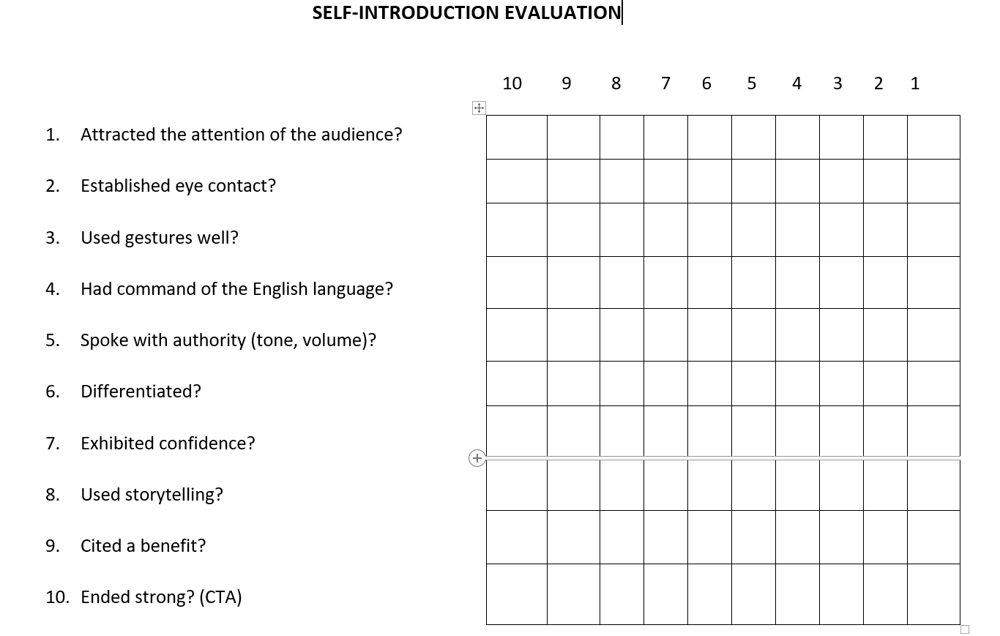 SELF-INTRODUCTION EVALUATION
10 9 8 7 6 5 4 3 2 1
1. Attracted the attention of the audience?
2. Established eye contact?
3. Used gestures well?
4. Had command of the English language?
5. Spoke with authority (tone, volume)?
6. Differentiated?
7. Exhibited confidence?
8. Used storytelling?
9. Cited a benefit?
10. Ended strong? (CTA)